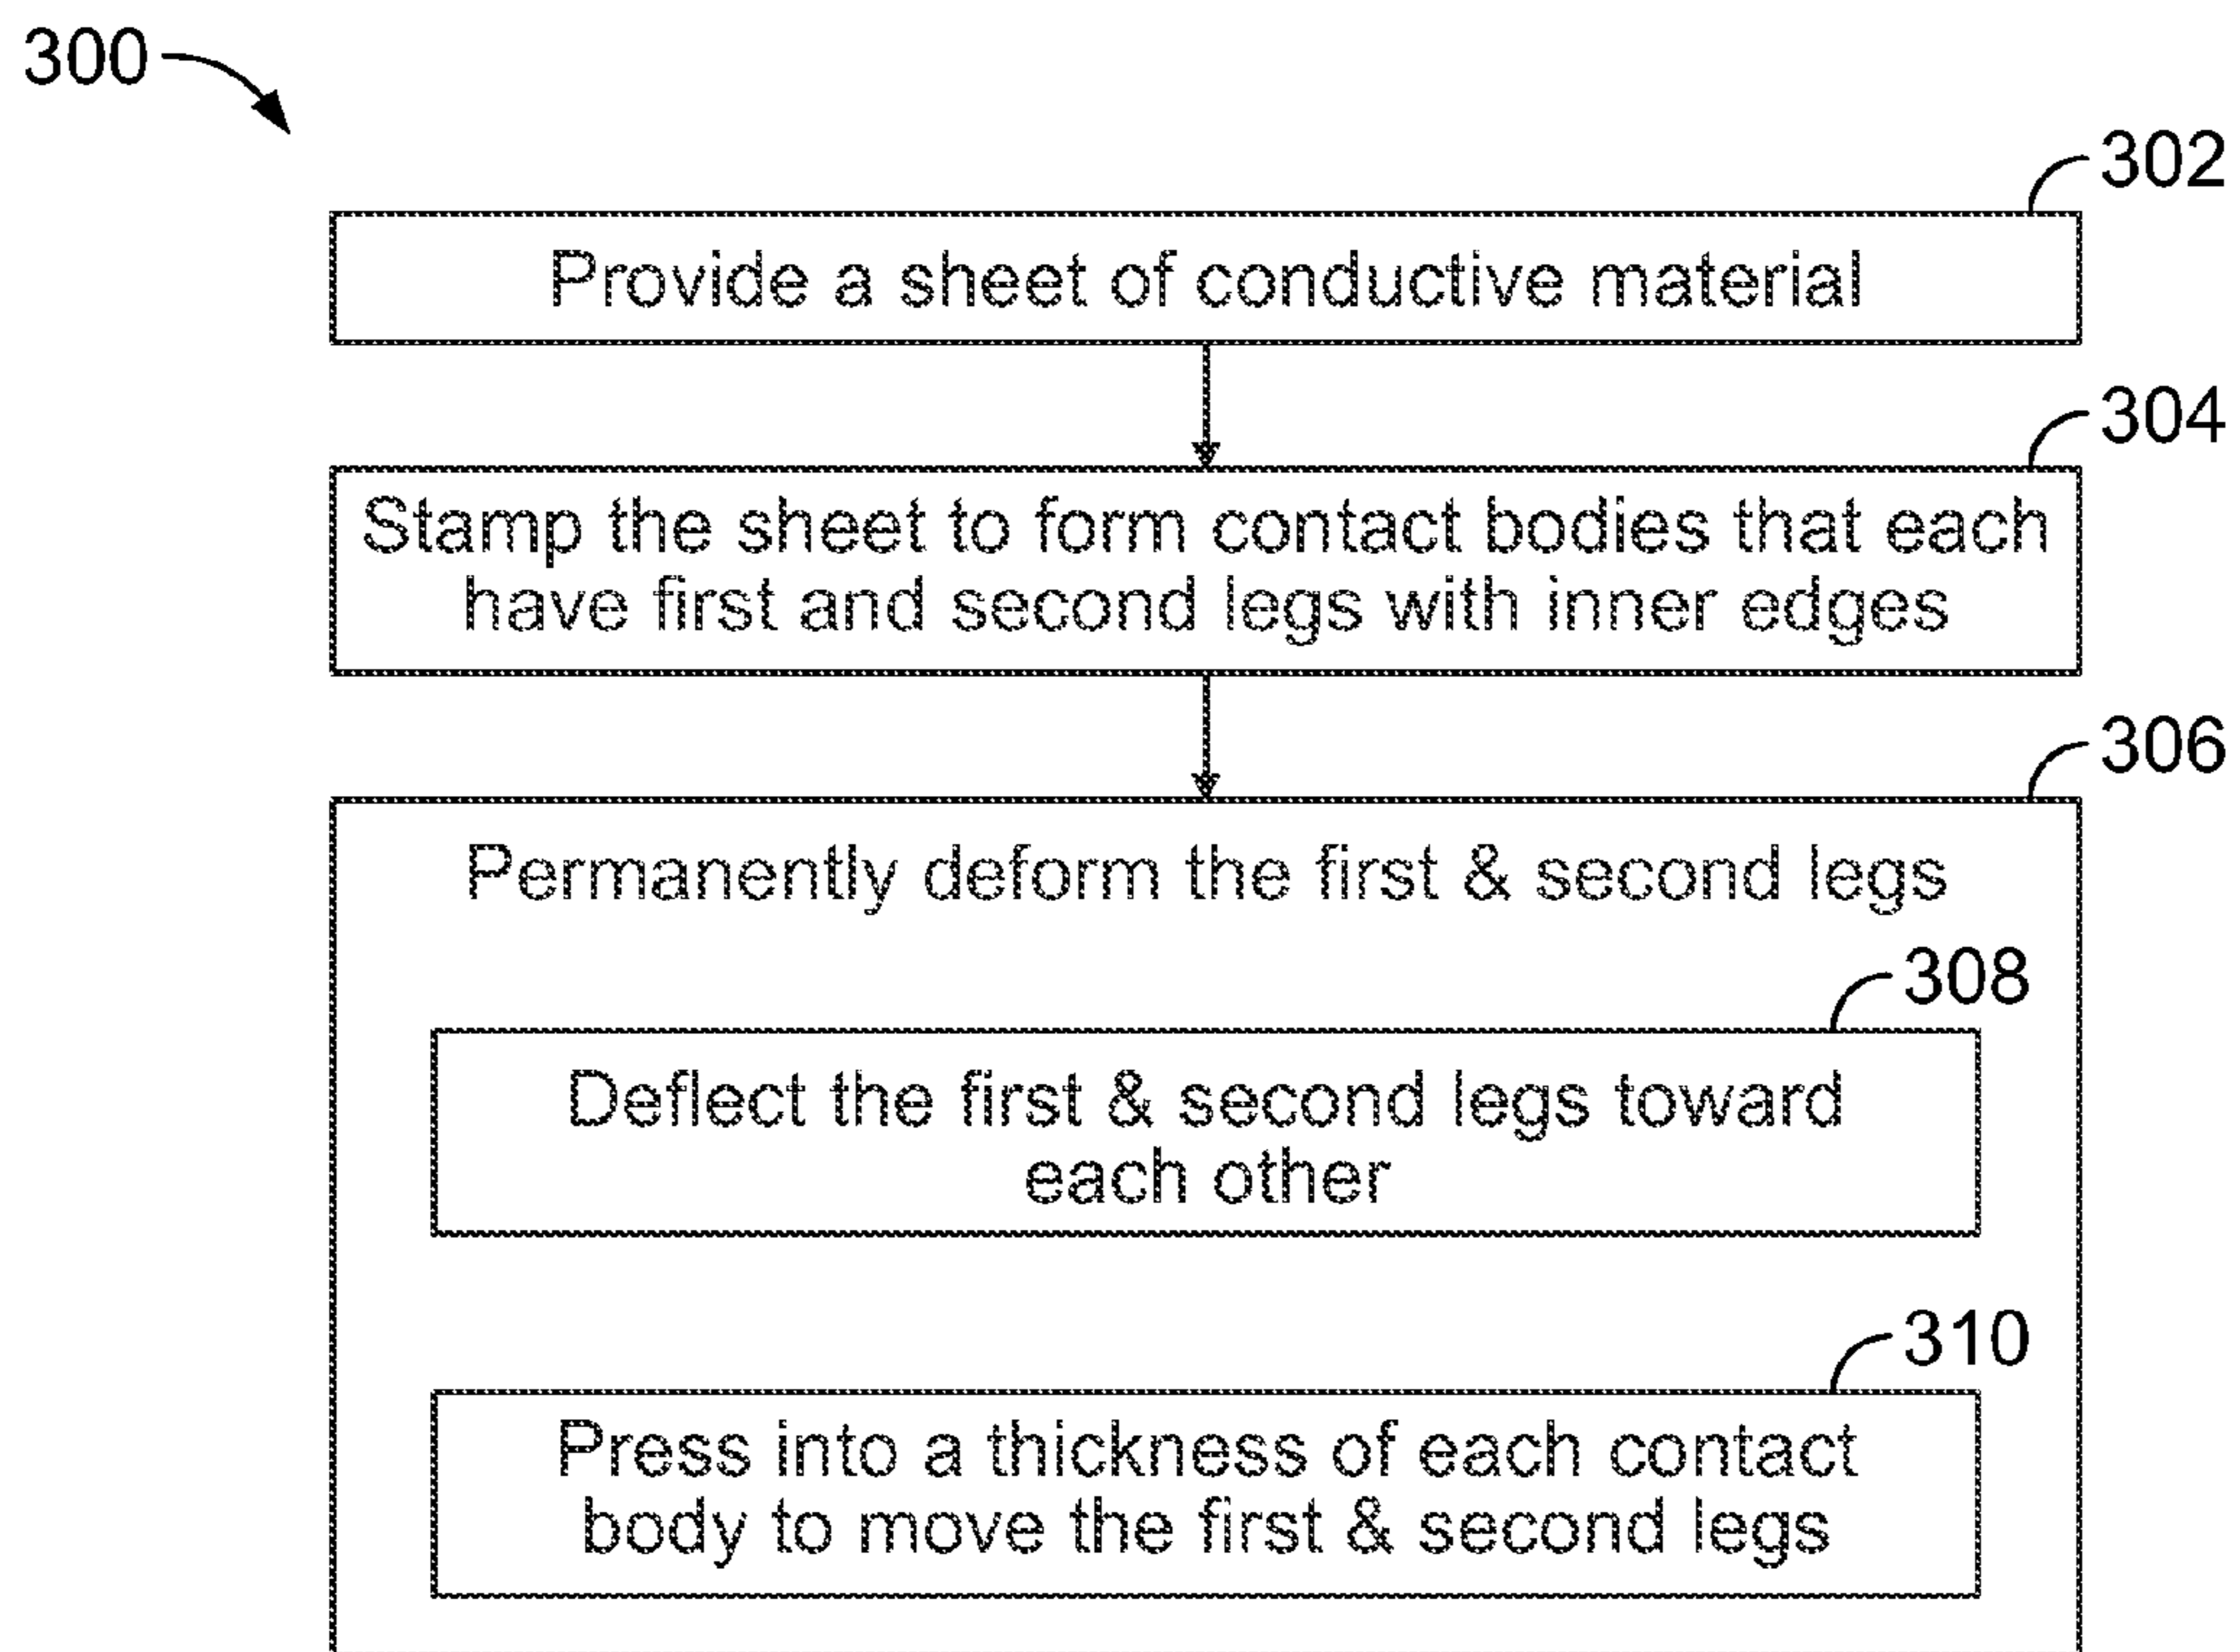 300
302
Provide a sheet of conductive material
304
Stamp the sheet to form contact bodies that each
have first and second legs with inner edges
306
Permanently deform the first & second legs
308
Deflect the first & second legs toward
each other
310
Press into a thickness of each contact
body to move the first & second legs